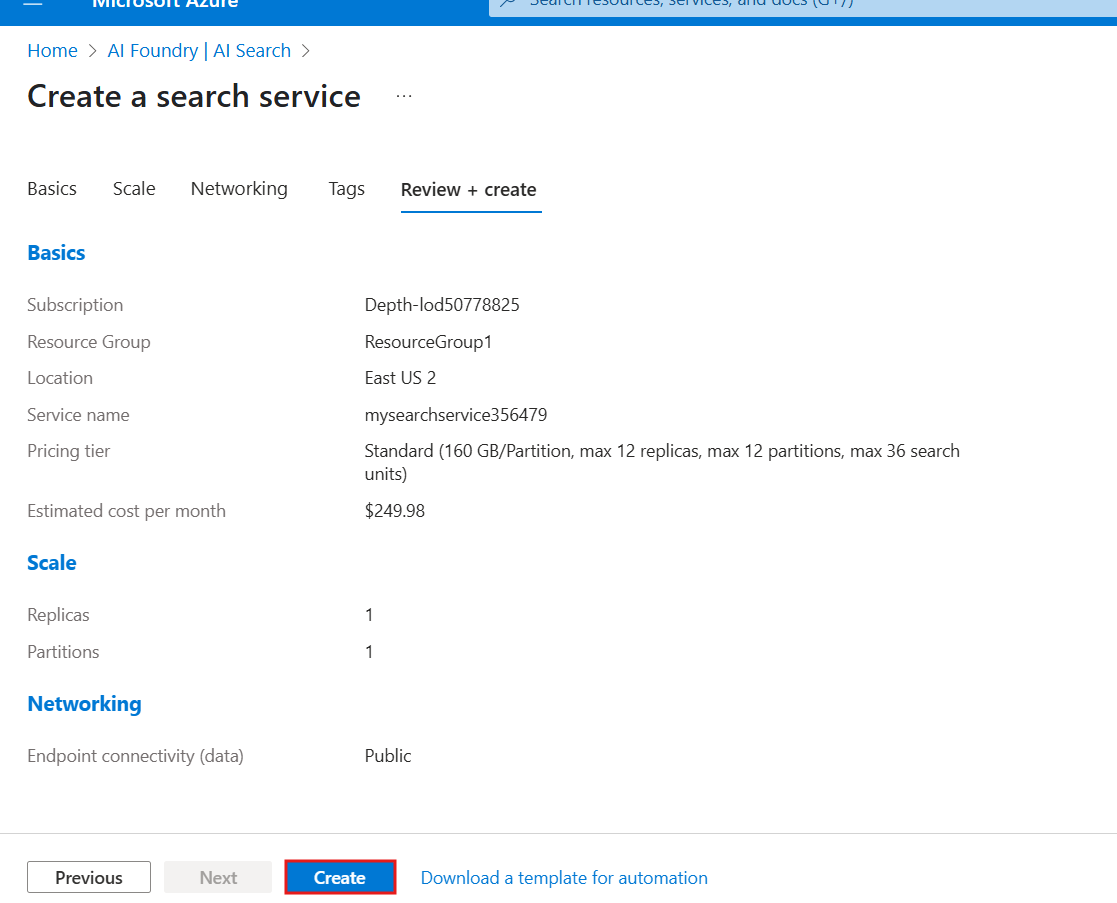 Microsoft Azure
Search resources, services, and docs (G+/)
Home > AI Foundry | AI Search >
Create a search service ...
Basics Scale Networking Tags Review + create
Basics
Subscription Depth-lod50778825
Resource Group ResourceGroup1
Location East US 2
Service name mysearchservice356479
Pricing tier Standard (160 GB/Partition, max 12 replicas, max 12 partitions, max 36 search
units)
Estimated cost per month $249.98
Scale
Replicas 1
Partitions 1
Networking
Endpoint connectivity (data) Public
Previous Next Create Download a template for automation